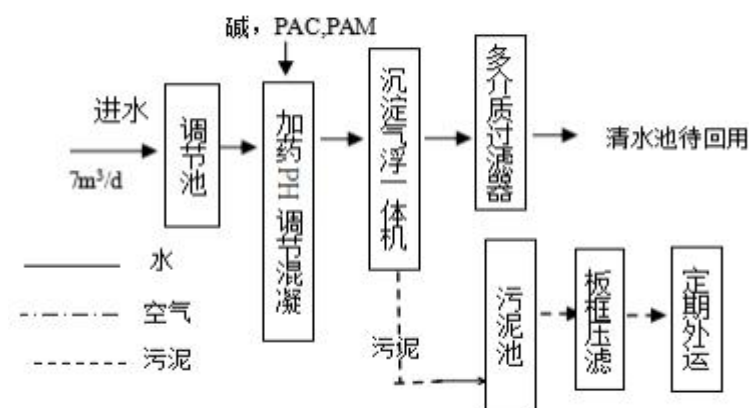 碱，PAC,PAM
进水
7m³/d
调节池
加药PH调节混凝
沉淀气浮一体机
多介质过滤器
清水池待回用
水
空气
污泥
污泥
污泥池
板框压滤
定期外运